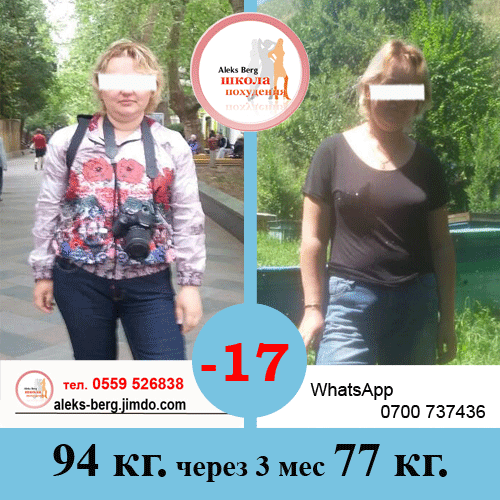 Aleks Berg
школа
похудения
-17
тел. 0559 526838
aleks-berg.jimdo.com
WhatsApp
0700 737436
94 кг. через 3 мес 77 кг.